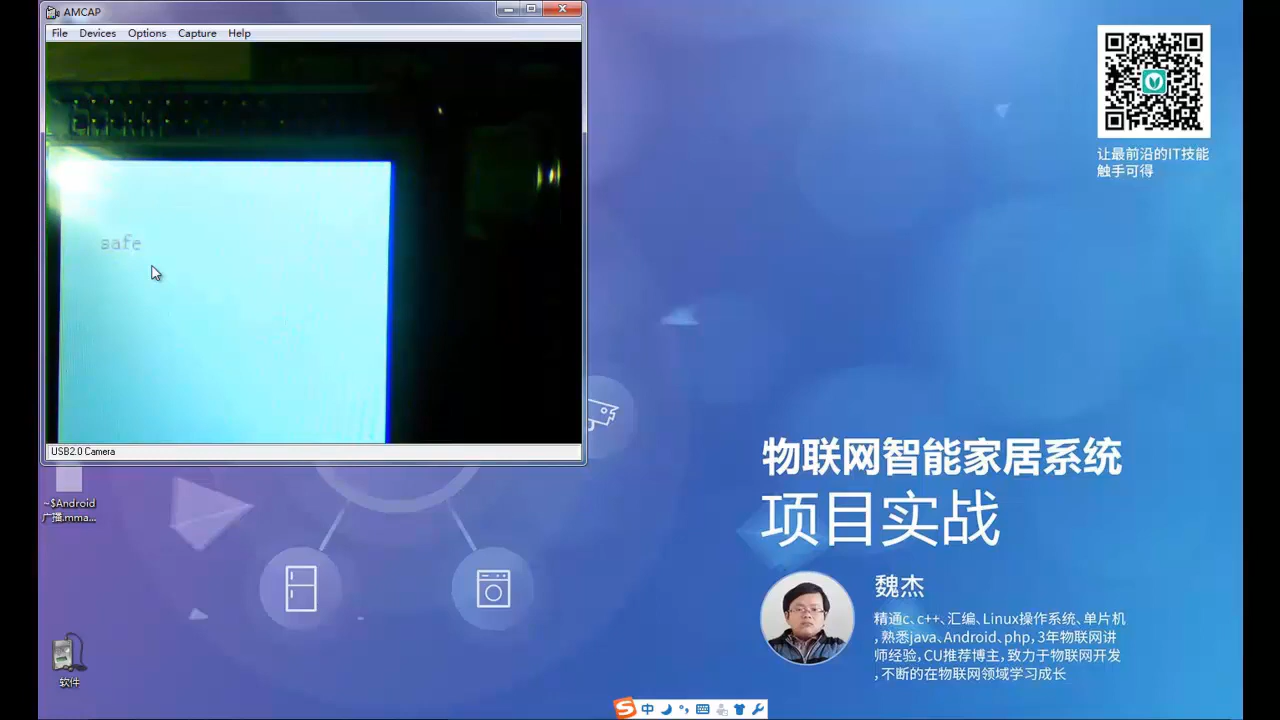 AMCAP
File Devices Options Capture Help
safe
USB2.0 Camera
~$Android
广播.mma...
软件
让最前沿的IT技能
触手可得
物联网智能家居系统
项目实战
魏杰
精通c、c++、汇编、Linux操作系统、单片机
,熟悉java、Android、php,3年物联网讲
师经验,CU推荐博主,致力于物联网开发
,不断的在物联网领域学习成长
中